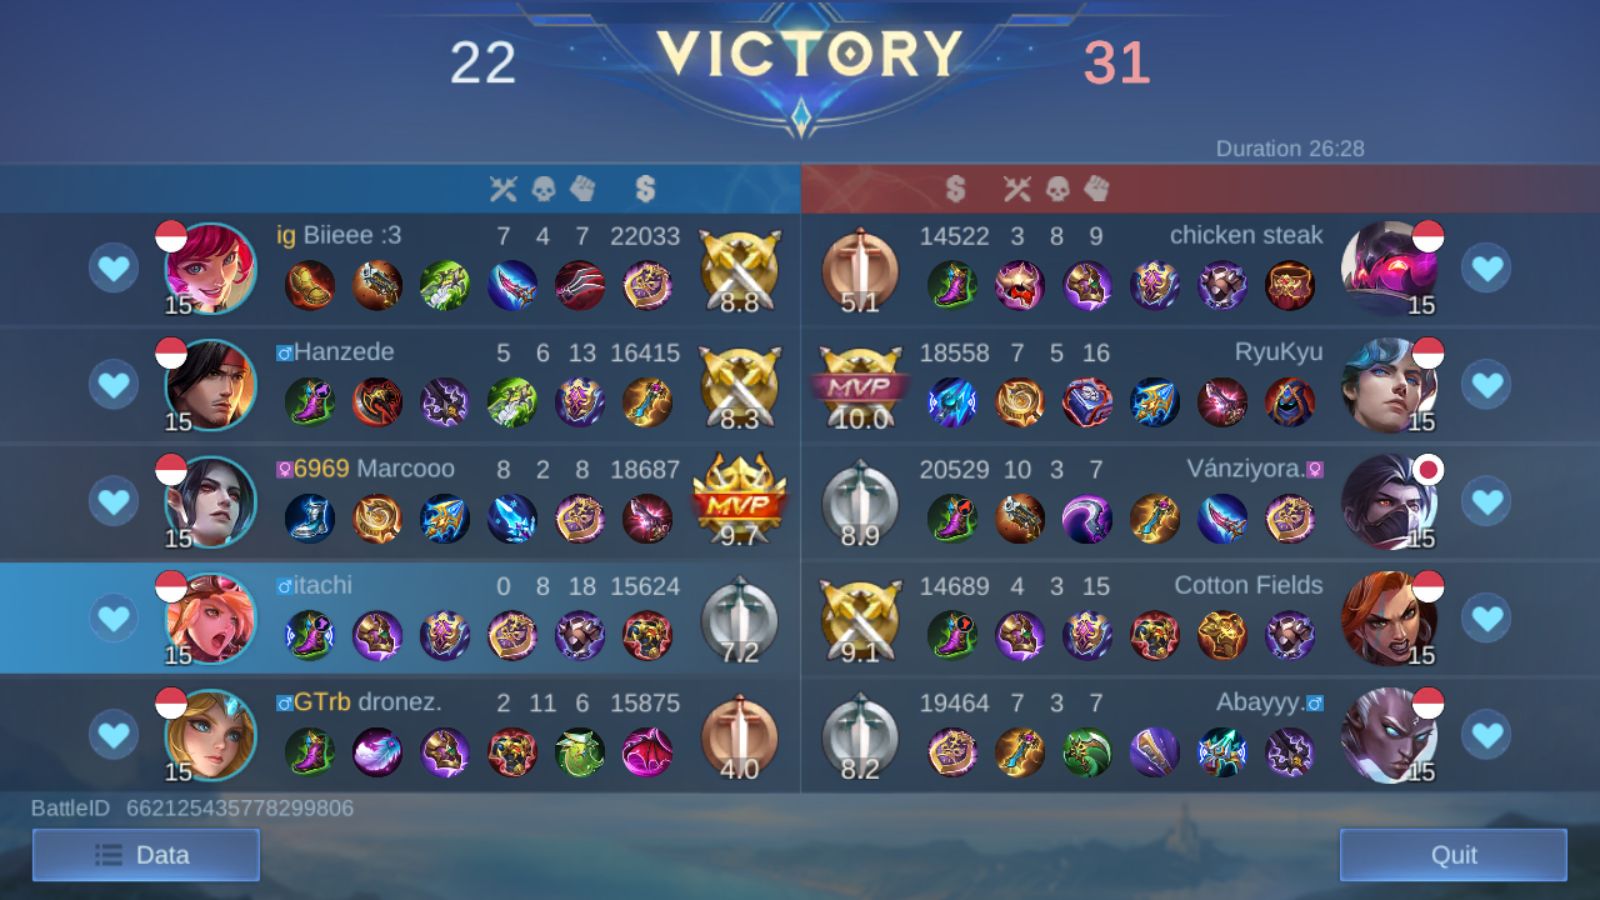 22 VICTORY 31
Duration 26:28
ig Biieee :3 7 4 7 22033
15 8.8
♂Hanzede 5 6 13 16415
15 8.3
♀6969 Marcooo 8 2 8 18687
MVP
15 9.7
♂itachi 0 8 18 15624
15 7.2
♂GTrb dronez. 2 11 6 15875
15 4.0
14522 3 8 9 chicken steak
5.1 15
18558 7 5 16 RyuKyu
MVP
10.0 15
20529 10 3 7 Vánziyora.♀
8.9 15
14689 4 3 15 Cotton Fields
9.1 15
19464 7 3 7 Abayyy.♂
8.2 15
BattleID 662125435778299806
Data
Quit